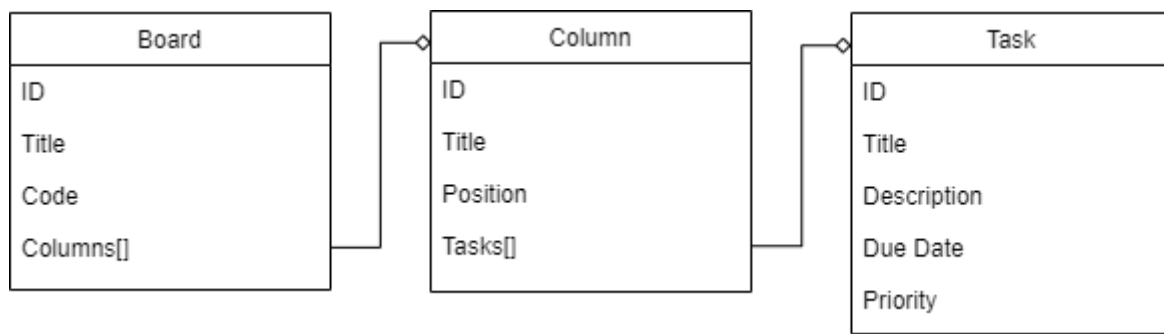 Board
ID
Title
Code
Columns[]
Column
ID
Title
Position
Tasks[]
Task
ID
Title
Description
Due Date
Priority